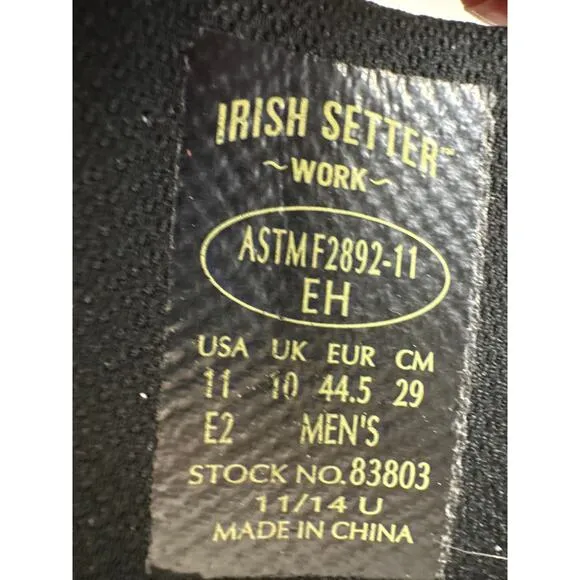 IRISH SETTER™
~WORK~
ASTM F2892-11
EH
USA UK EUR CM
11 10 44.5 29
E2 MEN'S
STOCK NO. 83803
11/14 U
MADE IN CHINA